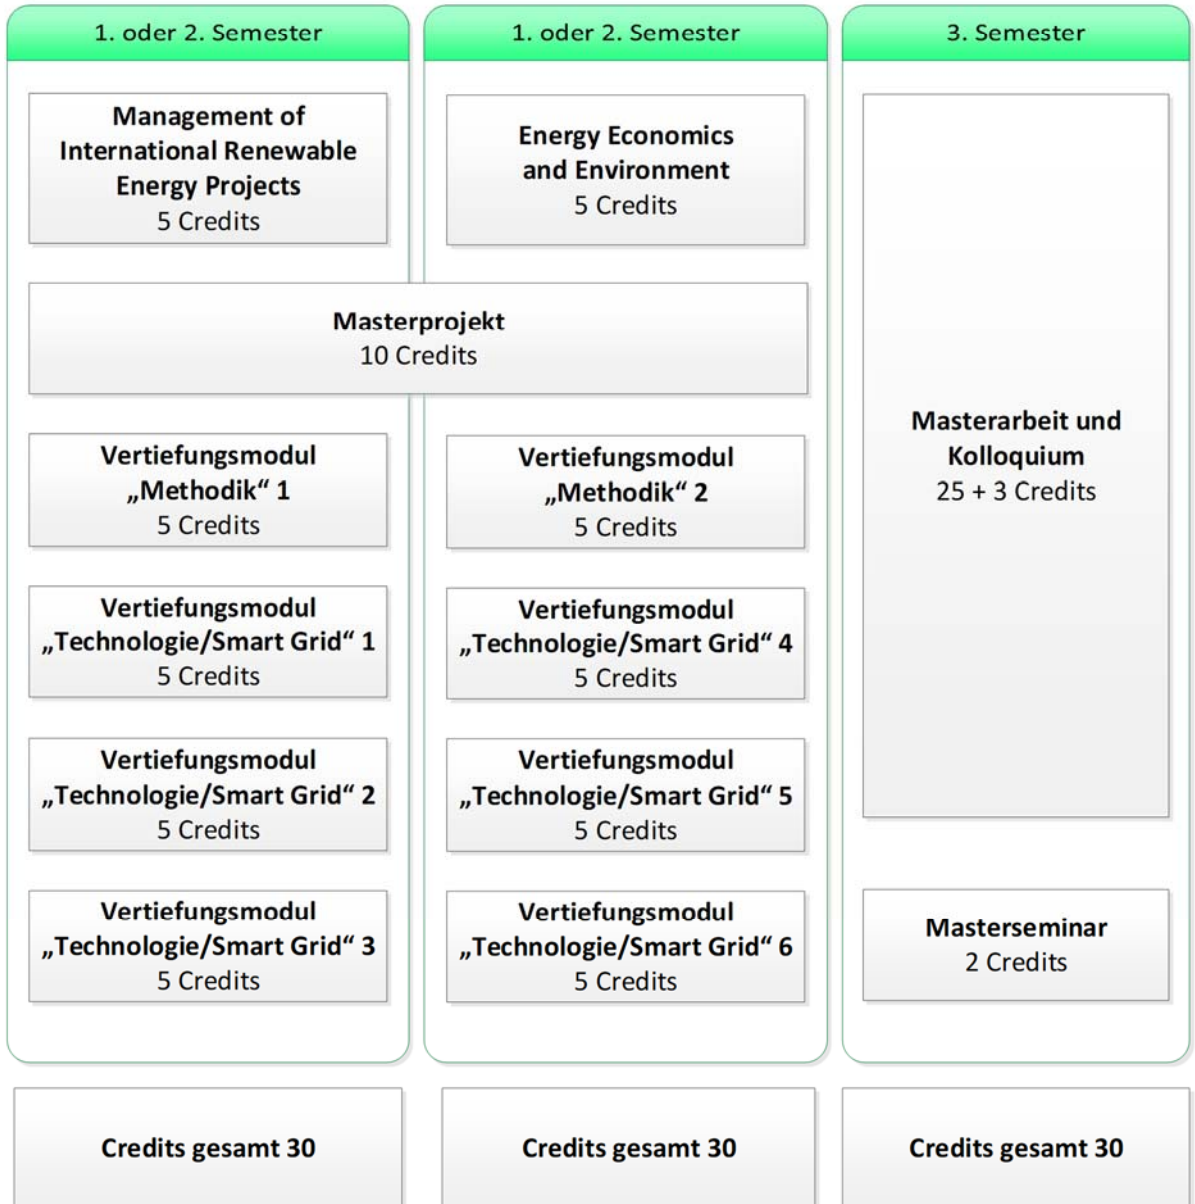 1. oder 2. Semester
Management of
International Renewable
Energy Projects
5 Credits
1. oder 2. Semester
Energy Economics
and Environment
5 Credits
Masterprojekt
10 Credits
Vertiefungsmodul
„Methodik“ 1
5 Credits
Vertiefungsmodul
„Technologie/Smart Grid“ 1
5 Credits
Vertiefungsmodul
„Technologie/Smart Grid“ 2
5 Credits
Vertiefungsmodul
„Technologie/Smart Grid“ 3
5 Credits
Vertiefungsmodul
„Methodik“ 2
5 Credits
Vertiefungsmodul
„Technologie/Smart Grid“ 4
5 Credits
Vertiefungsmodul
„Technologie/Smart Grid“ 5
5 Credits
Vertiefungsmodul
„Technologie/Smart Grid“ 6
5 Credits
3. Semester
Masterarbeit und
Kolloquium
25 + 3 Credits
Masterseminar
2 Credits
Credits gesamt 30
Credits gesamt 30
Credits gesamt 30